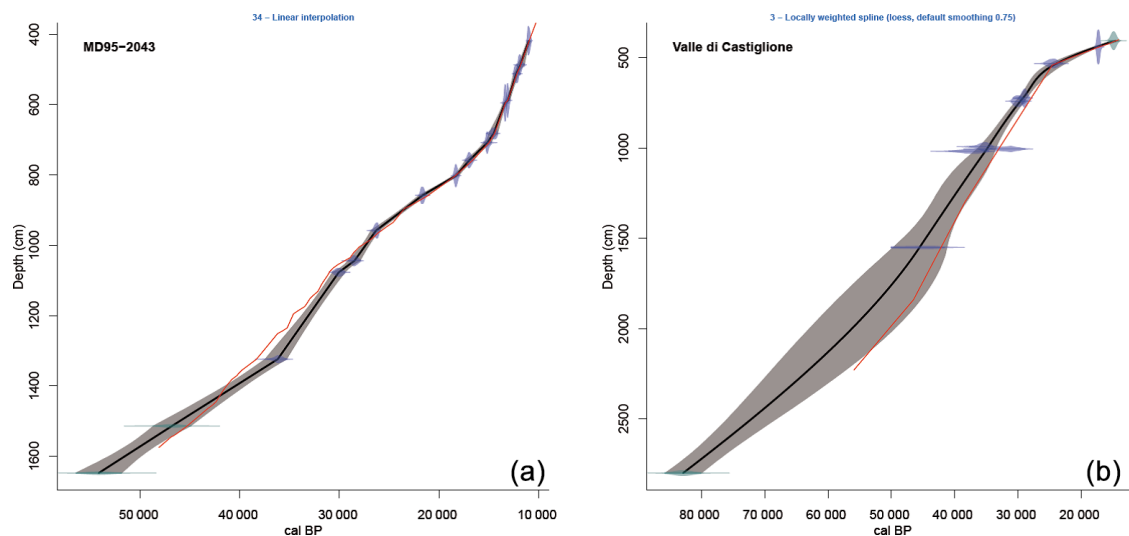 34 – Linear interpolation
MD95−2043
400
600
800
1000
1200
1400
1600
Depth (cm)
50 000
40 000
30 000
20 000
10 000
cal BP
(a)
3 – Locally weighted spline (loess, default smoothing 0.75)
Valle di Castiglione
500
1000
1500
2000
2500
Depth (cm)
80 000
70 000
60 000
50 000
40 000
30 000
20 000
cal BP
(b)